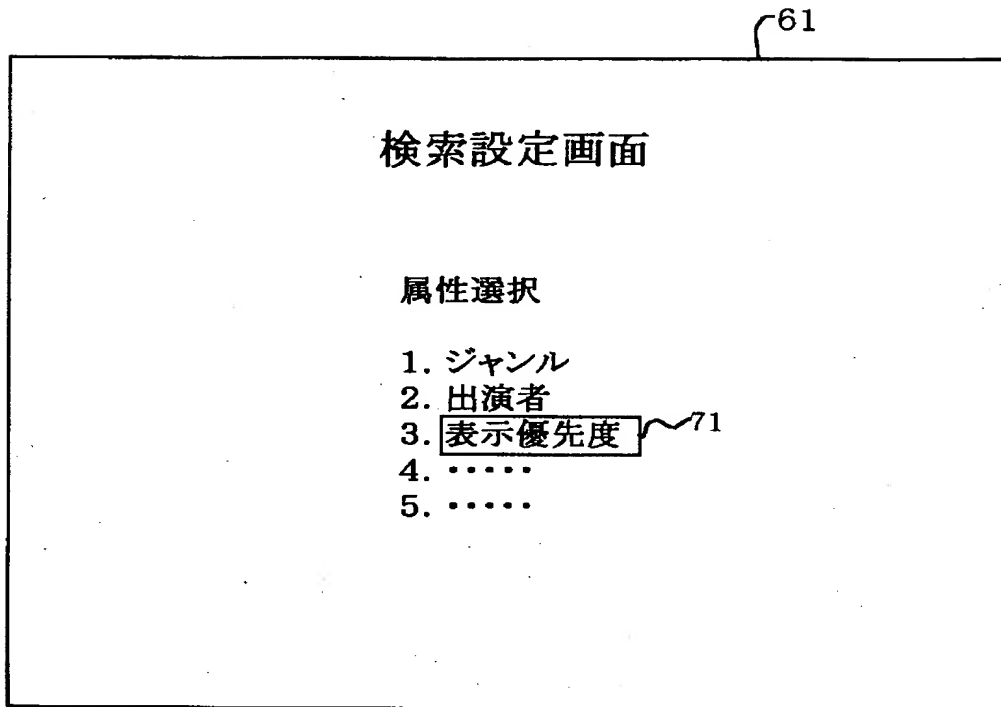 61
検索設定画面
属性選択
1. ジャンル
2. 出演者
3. 表示優先度 71
4. ・・・・・
5. ・・・・・